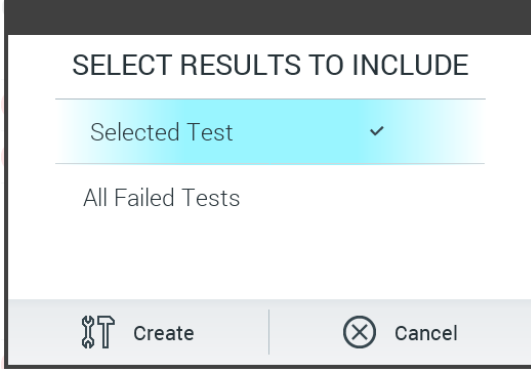 SELECT RESULTS TO INCLUDE
Selected Test
All Failed Tests
Create Cancel